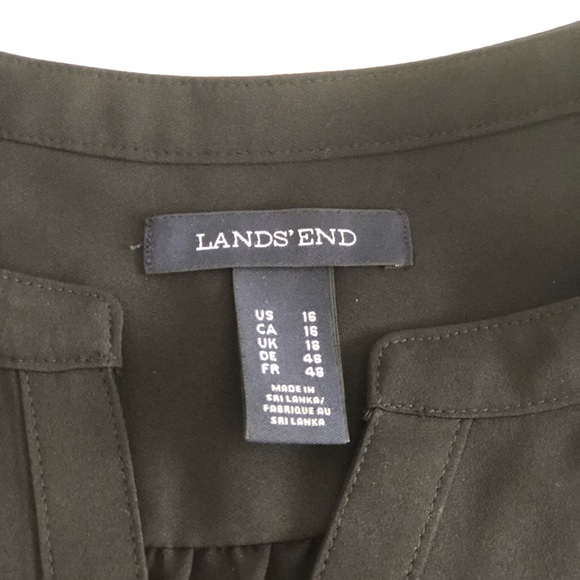 LANDS' END
US 16
CA 16
UK 18
DE 46
FR 48
MADE IN
SRI LANKA/
FABRIQUE AU
SRI LANKA